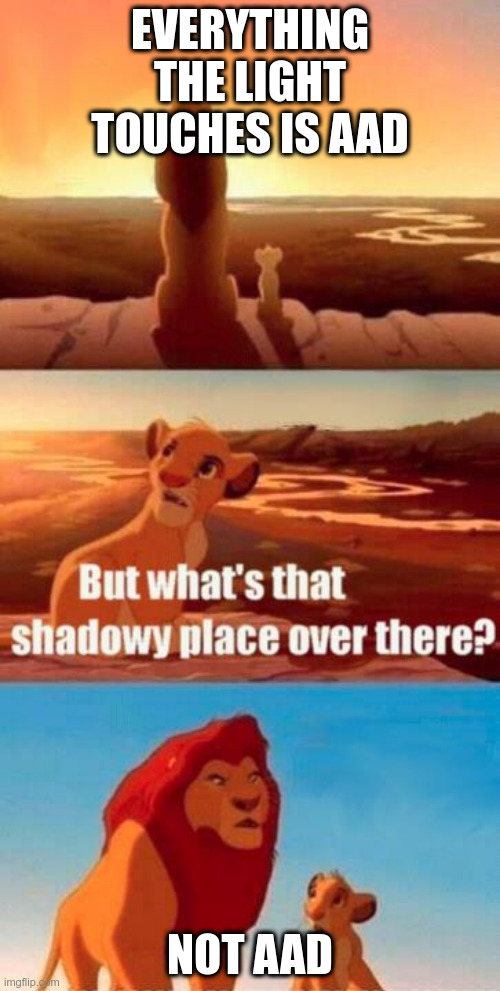 EVERYTHING
THE LIGHT
TOUCHES IS AAD
But what's that
shadowy place over there?
NOT AAD
imgflip.com